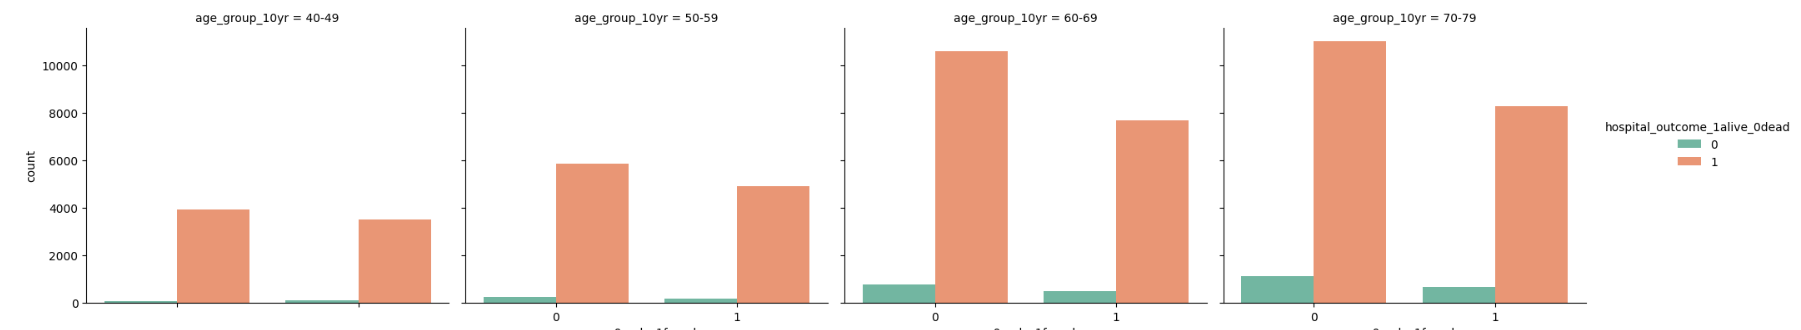 age_group_10yr = 40-49
age_group_10yr = 50-59
age_group_10yr = 60-69
age_group_10yr = 70-79
count
10000
8000
6000
4000
2000
0
0 1
0 1
0 1
hospital_outcome_1alive_0dead
0
1